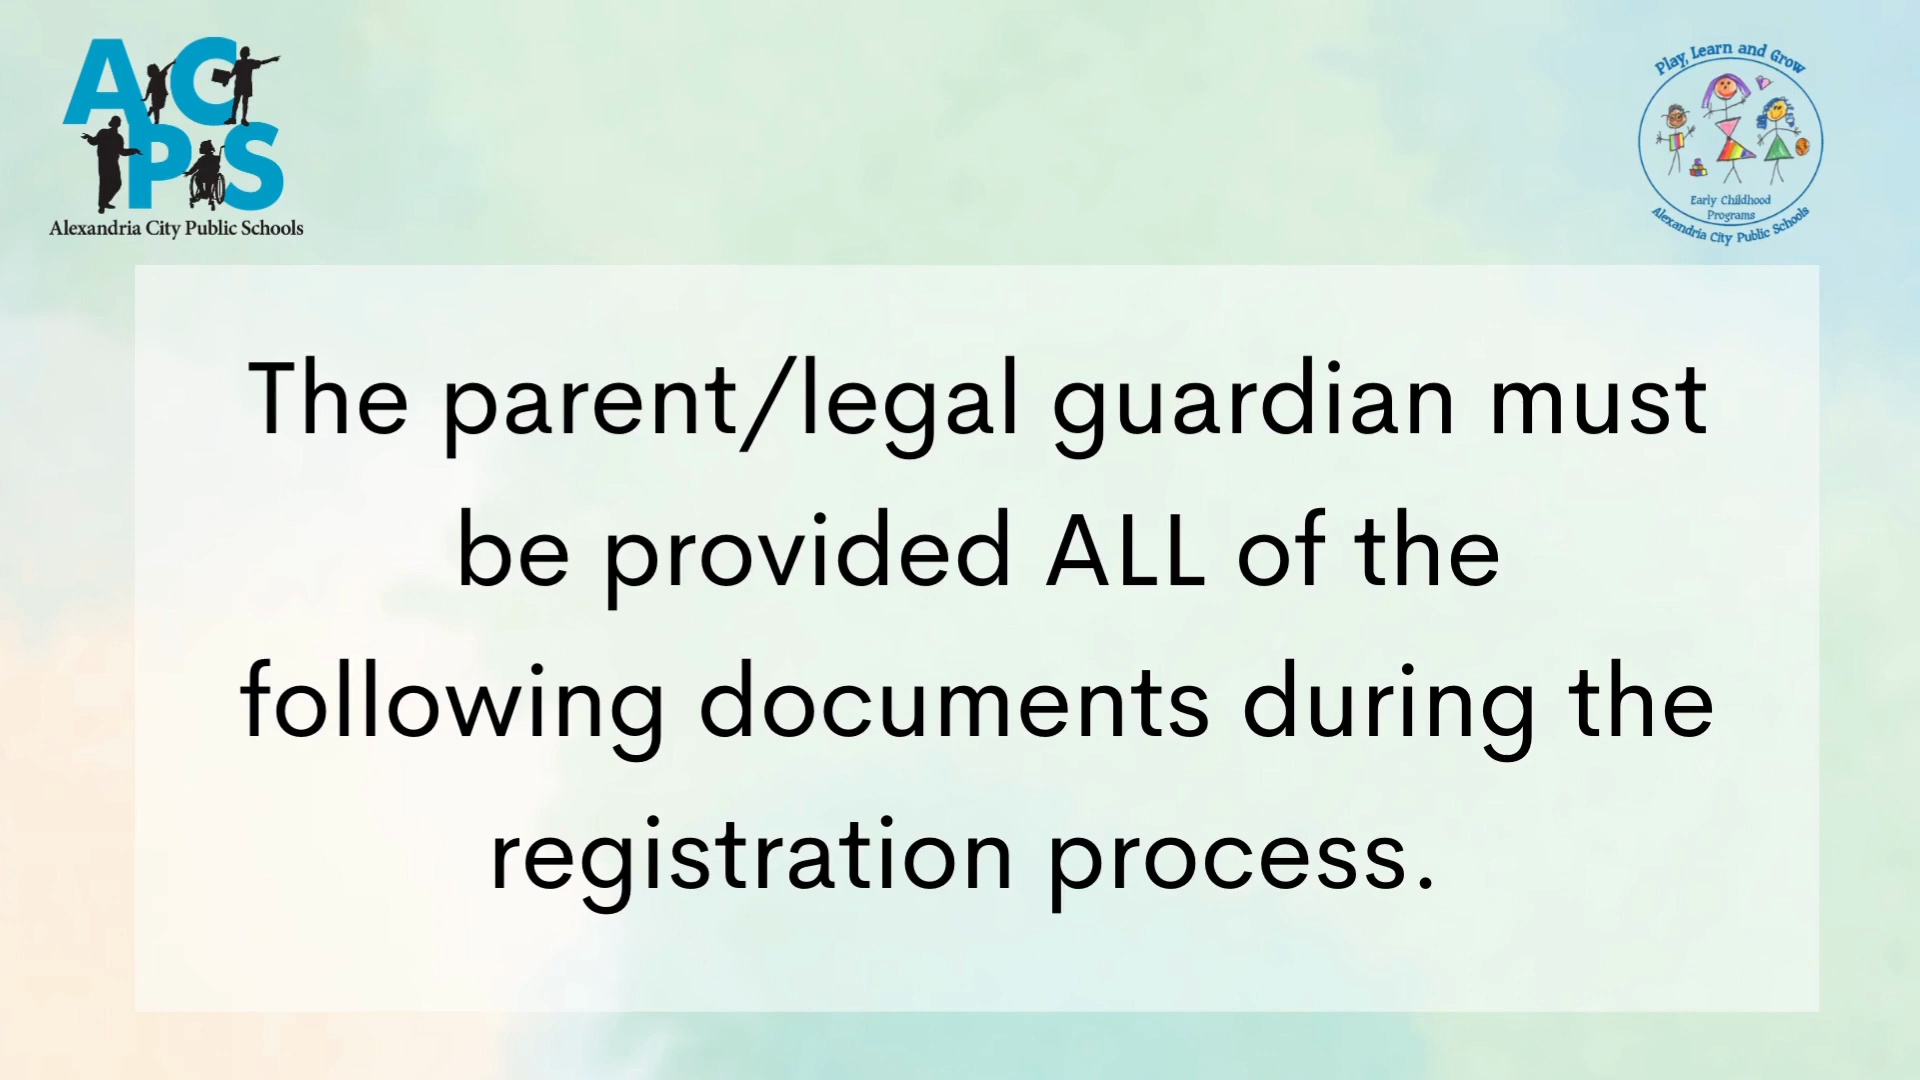 ACPS
Alexandria City Public Schools
Play, Learn and Grow
Early Childhood
Programs
Alexandria City Public Schools
The parent/legal guardian must
be provided ALL of the
following documents during the
registration process.